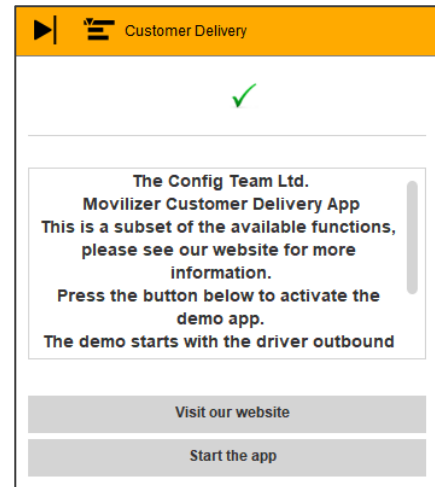 Customer Delivery
The Config Team Ltd.
Movilizer Customer Delivery App
This is a subset of the available functions,
please see our website for more
information.
Press the button below to activate the
demo app.
The demo starts with the driver outbound
Visit our website
Start the app